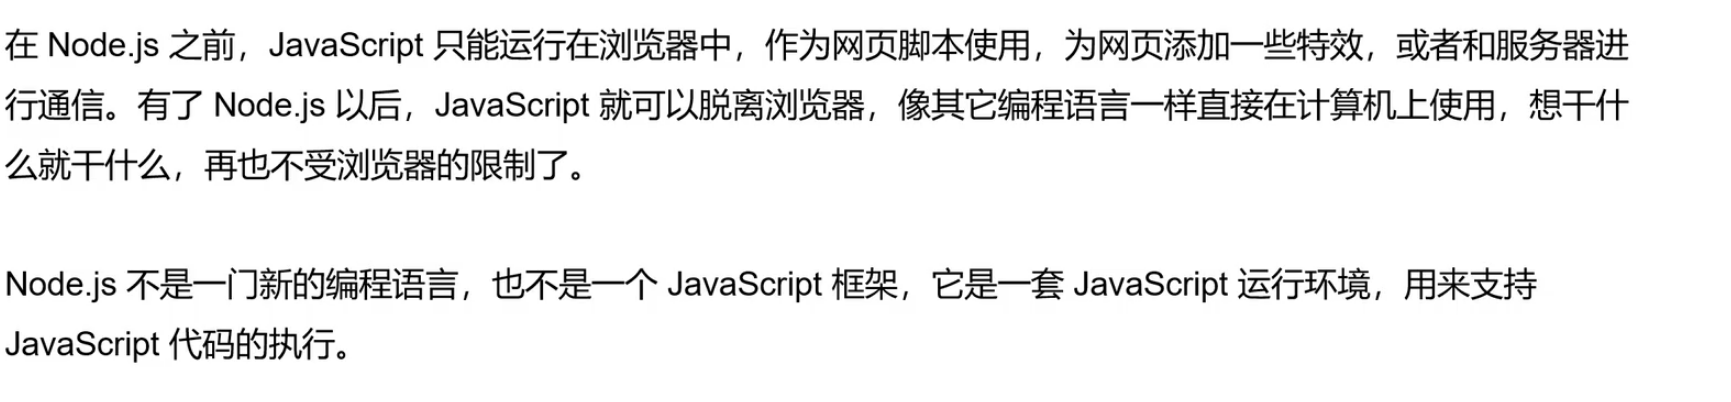 在 Node.js 之前，JavaScript 只能运行在浏览器中，作为网页脚本使用，为网页添加一些特效，或者和服务器进
行通信。有了 Node.js 以后，JavaScript 就可以脱离浏览器，像其它编程语言一样直接在计算机上使用，想干什
么就干什么，再也不受浏览器的限制了。
Node.js 不是一门新的编程语言，也不是一个 JavaScript 框架，它是一套 JavaScript 运行环境，用来支持
JavaScript 代码的执行。